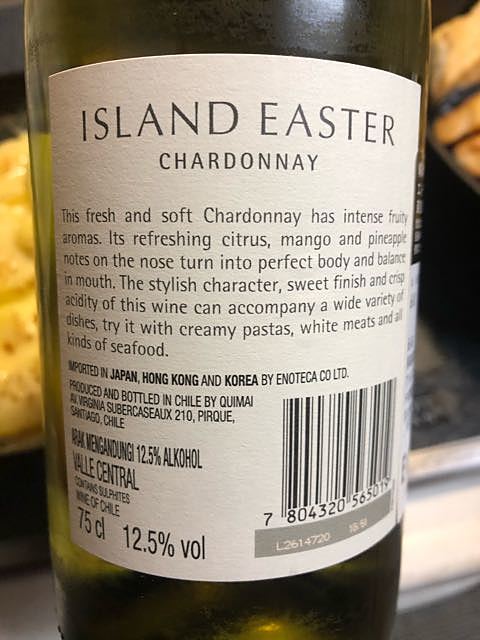 ISLAND EASTER
CHARDONNAY
This fresh and soft Chardonnay has intense fruity
aromas. Its refreshing citrus, mango and pineapple
notes on the nose turn into perfect body and balance
in mouth. The stylish character, sweet finish and crisp
acidity of this wine can accompany a wide variety of
dishes, try it with creamy pastas, white meats and all
kinds of seafood.
IMPORTED IN JAPAN, HONG KONG AND KOREA BY ENOTECA CO LTD.
PRODUCED AND BOTTLED IN CHILE BY QUIMAI
AV. VIRGINIA SUBERCASEAUX 210, PIRQUE,
SANTIAGO, CHILE
ARAK MENGANDUNGI 12.5% ALKOHOL
VALLE CENTRAL
CONTAINS SULPHITES
WINE OF CHILE
75 cl 12.5% vol
7 804320 565019
L2614720